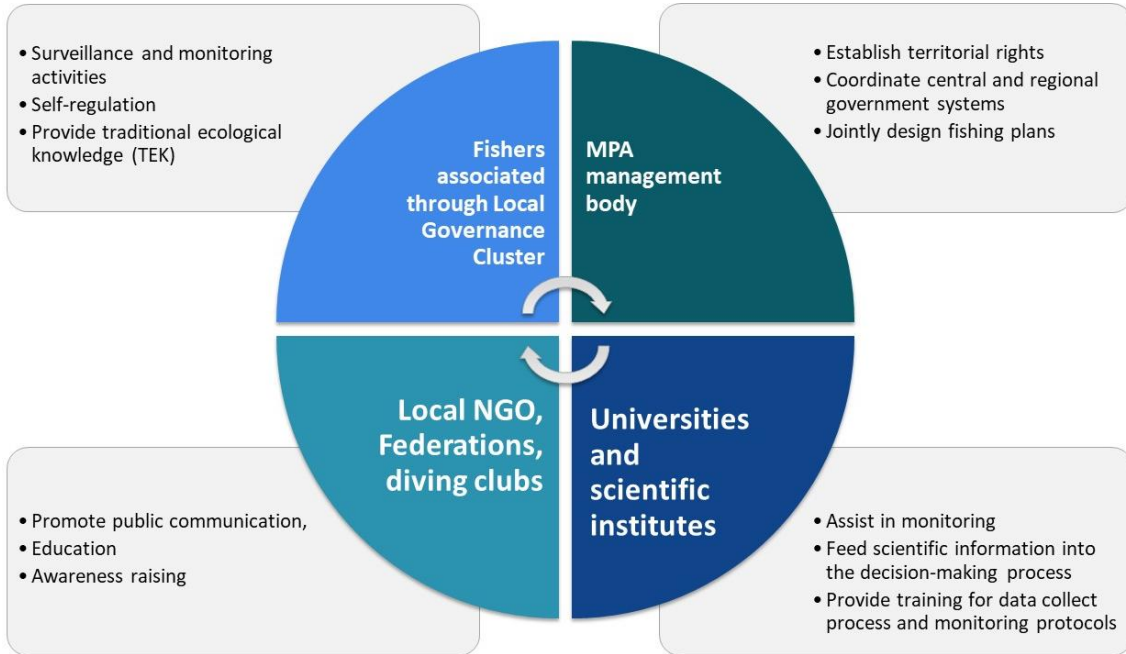 • Surveillance and monitoring
activities
• Self-regulation
• Provide traditional ecological
knowledge (TEK)
Fishers
associated
through Local
Governance
Cluster
MPA
management
body
• Establish territorial rights
• Coordinate central and regional
government systems
• Jointly design fishing plans
• Promote public communication,
• Education
• Awareness raising
Local NGO,
Federations,
diving clubs
Universities
and
scientific
institutes
• Assist in monitoring
• Feed scientific information into
the decision-making process
• Provide training for data collect
process and monitoring protocols